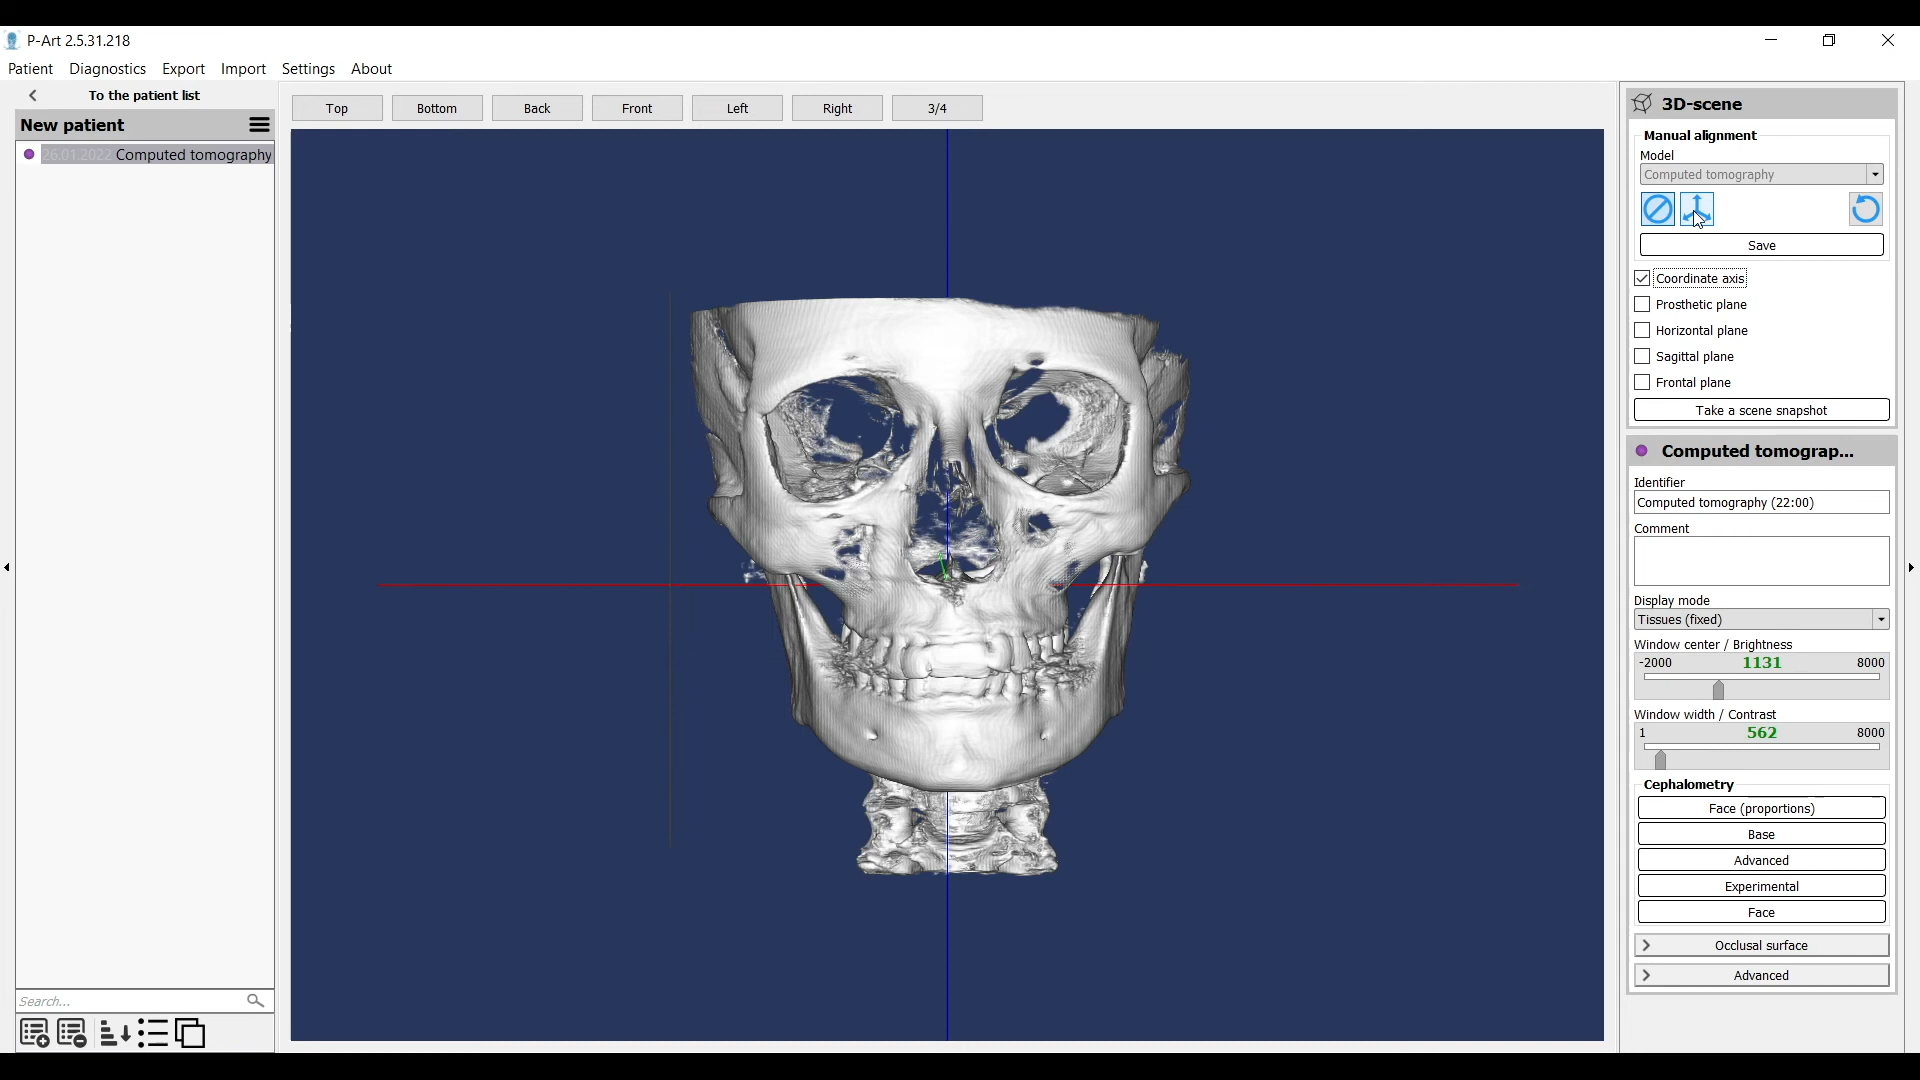 P-Art 2.5.31.218
Patient Diagnostics Export Import Settings About
To the patient list
Top Bottom Back Front Left Right 3/4
New patient
26.01.2022 Computed tomography
Search...
3D-scene
Manual alignment
Model
Computed tomography
Save
Coordinate axis
Prosthetic plane
Horizontal plane
Sagittal plane
Frontal plane
Take a scene snapshot
Computed tomograp...
Identifier
Computed tomography (22:00)
Comment
Display mode
Tissues (fixed)
Window center / Brightness
-2000 1131 8000
Window width / Contrast
1 562 8000
Cephalometry
Face (proportions)
Base
Advanced
Experimental
Face
Occlusal surface
Advanced